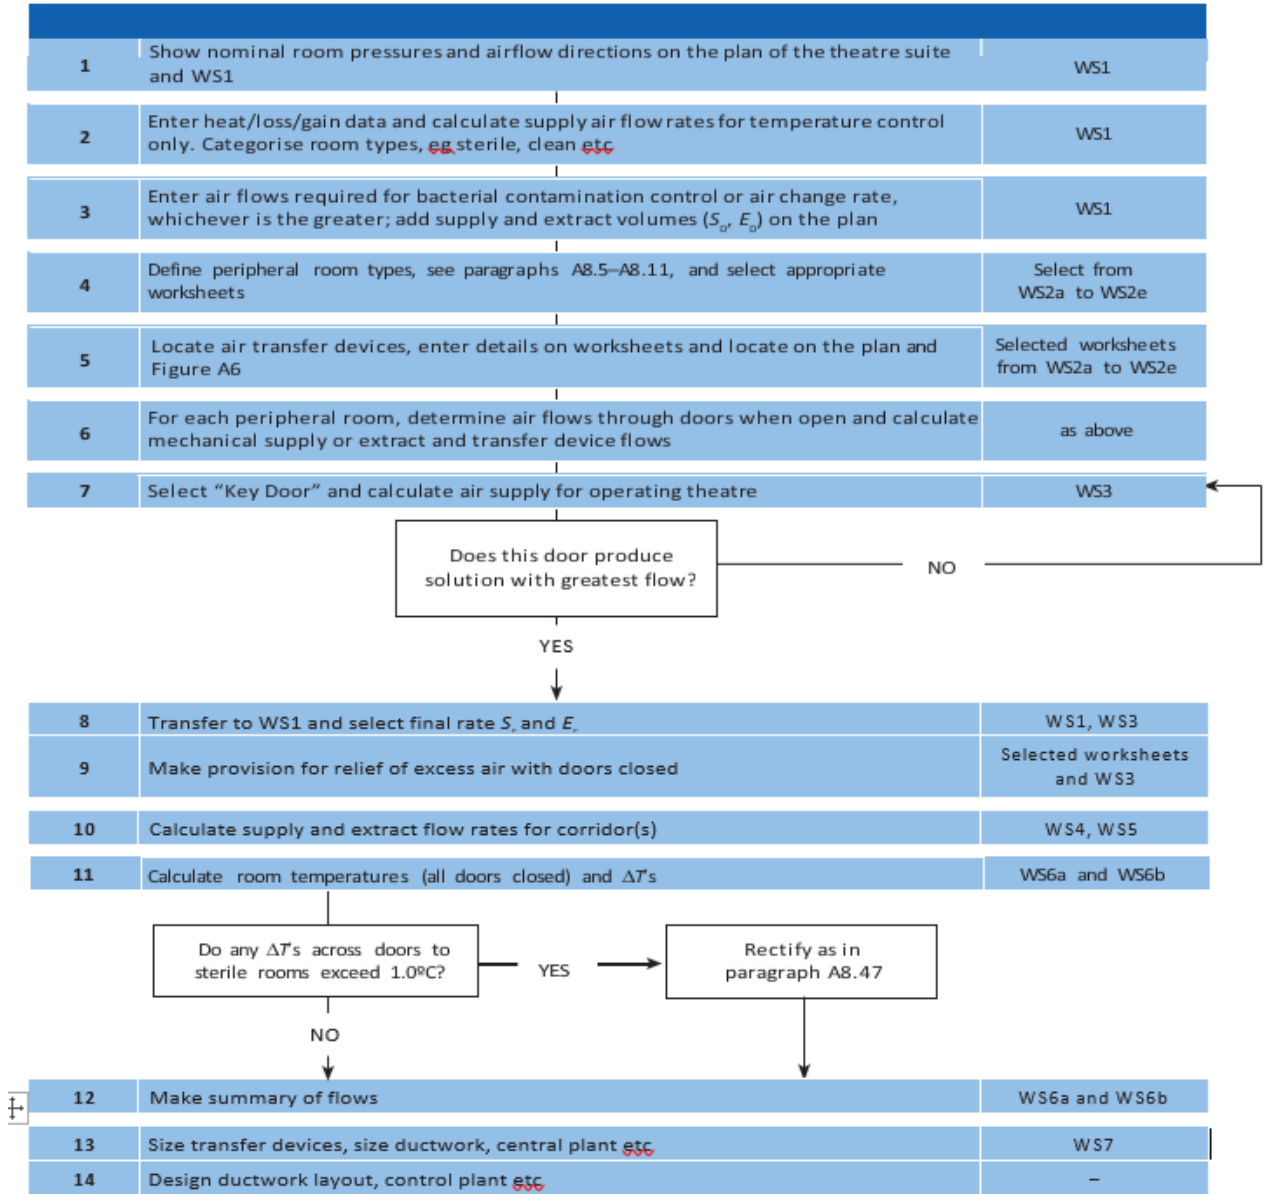 1
Show nominal room pressures and airflow directions on the plan of the theatre suite
and WS1
WS1
2
Enter heat/loss/gain data and calculate supply air flow rates for temperature control
only. Categorise room types, eg sterile, clean etc
WS1
3
Enter air flows required for bacterial contamination control or air change rate,
whichever is the greater; add supply and extract volumes (S_D, E_D) on the plan
WS1
4
Define peripheral room types, see paragraphs A8.5–A8.11, and select appropriate
worksheets
Select from
WS2a to WS2e
5
Locate air transfer devices, enter details on worksheets and locate on the plan and
Figure A6
Selected worksheets
from WS2a to WS2e
6
For each peripheral room, determine air flows through doors when open and calculate
mechanical supply or extract and transfer device flows
as above
7
Select “Key Door” and calculate air supply for operating theatre
WS3
Does this door produce
solution with greatest flow?
NO
YES
8
Transfer to WS1 and select final rate S_r and E_r
WS1, WS3
9
Make provision for relief of excess air with doors closed
Selected worksheets
and WS3
10
Calculate supply and extract flow rates for corridor(s)
WS4, WS5
11
Calculate room temperatures (all doors closed) and ΔT's
WS6a and WS6b
Do any ΔT's across doors to
sterile rooms exceed 1.0ºC?
YES
Rectify as in
paragraph A8.47
NO
12
Make summary of flows
WS6a and WS6b
13
Size transfer devices, size ductwork, central plant etc
WS7
14
Design ductwork layout, control plant etc
–